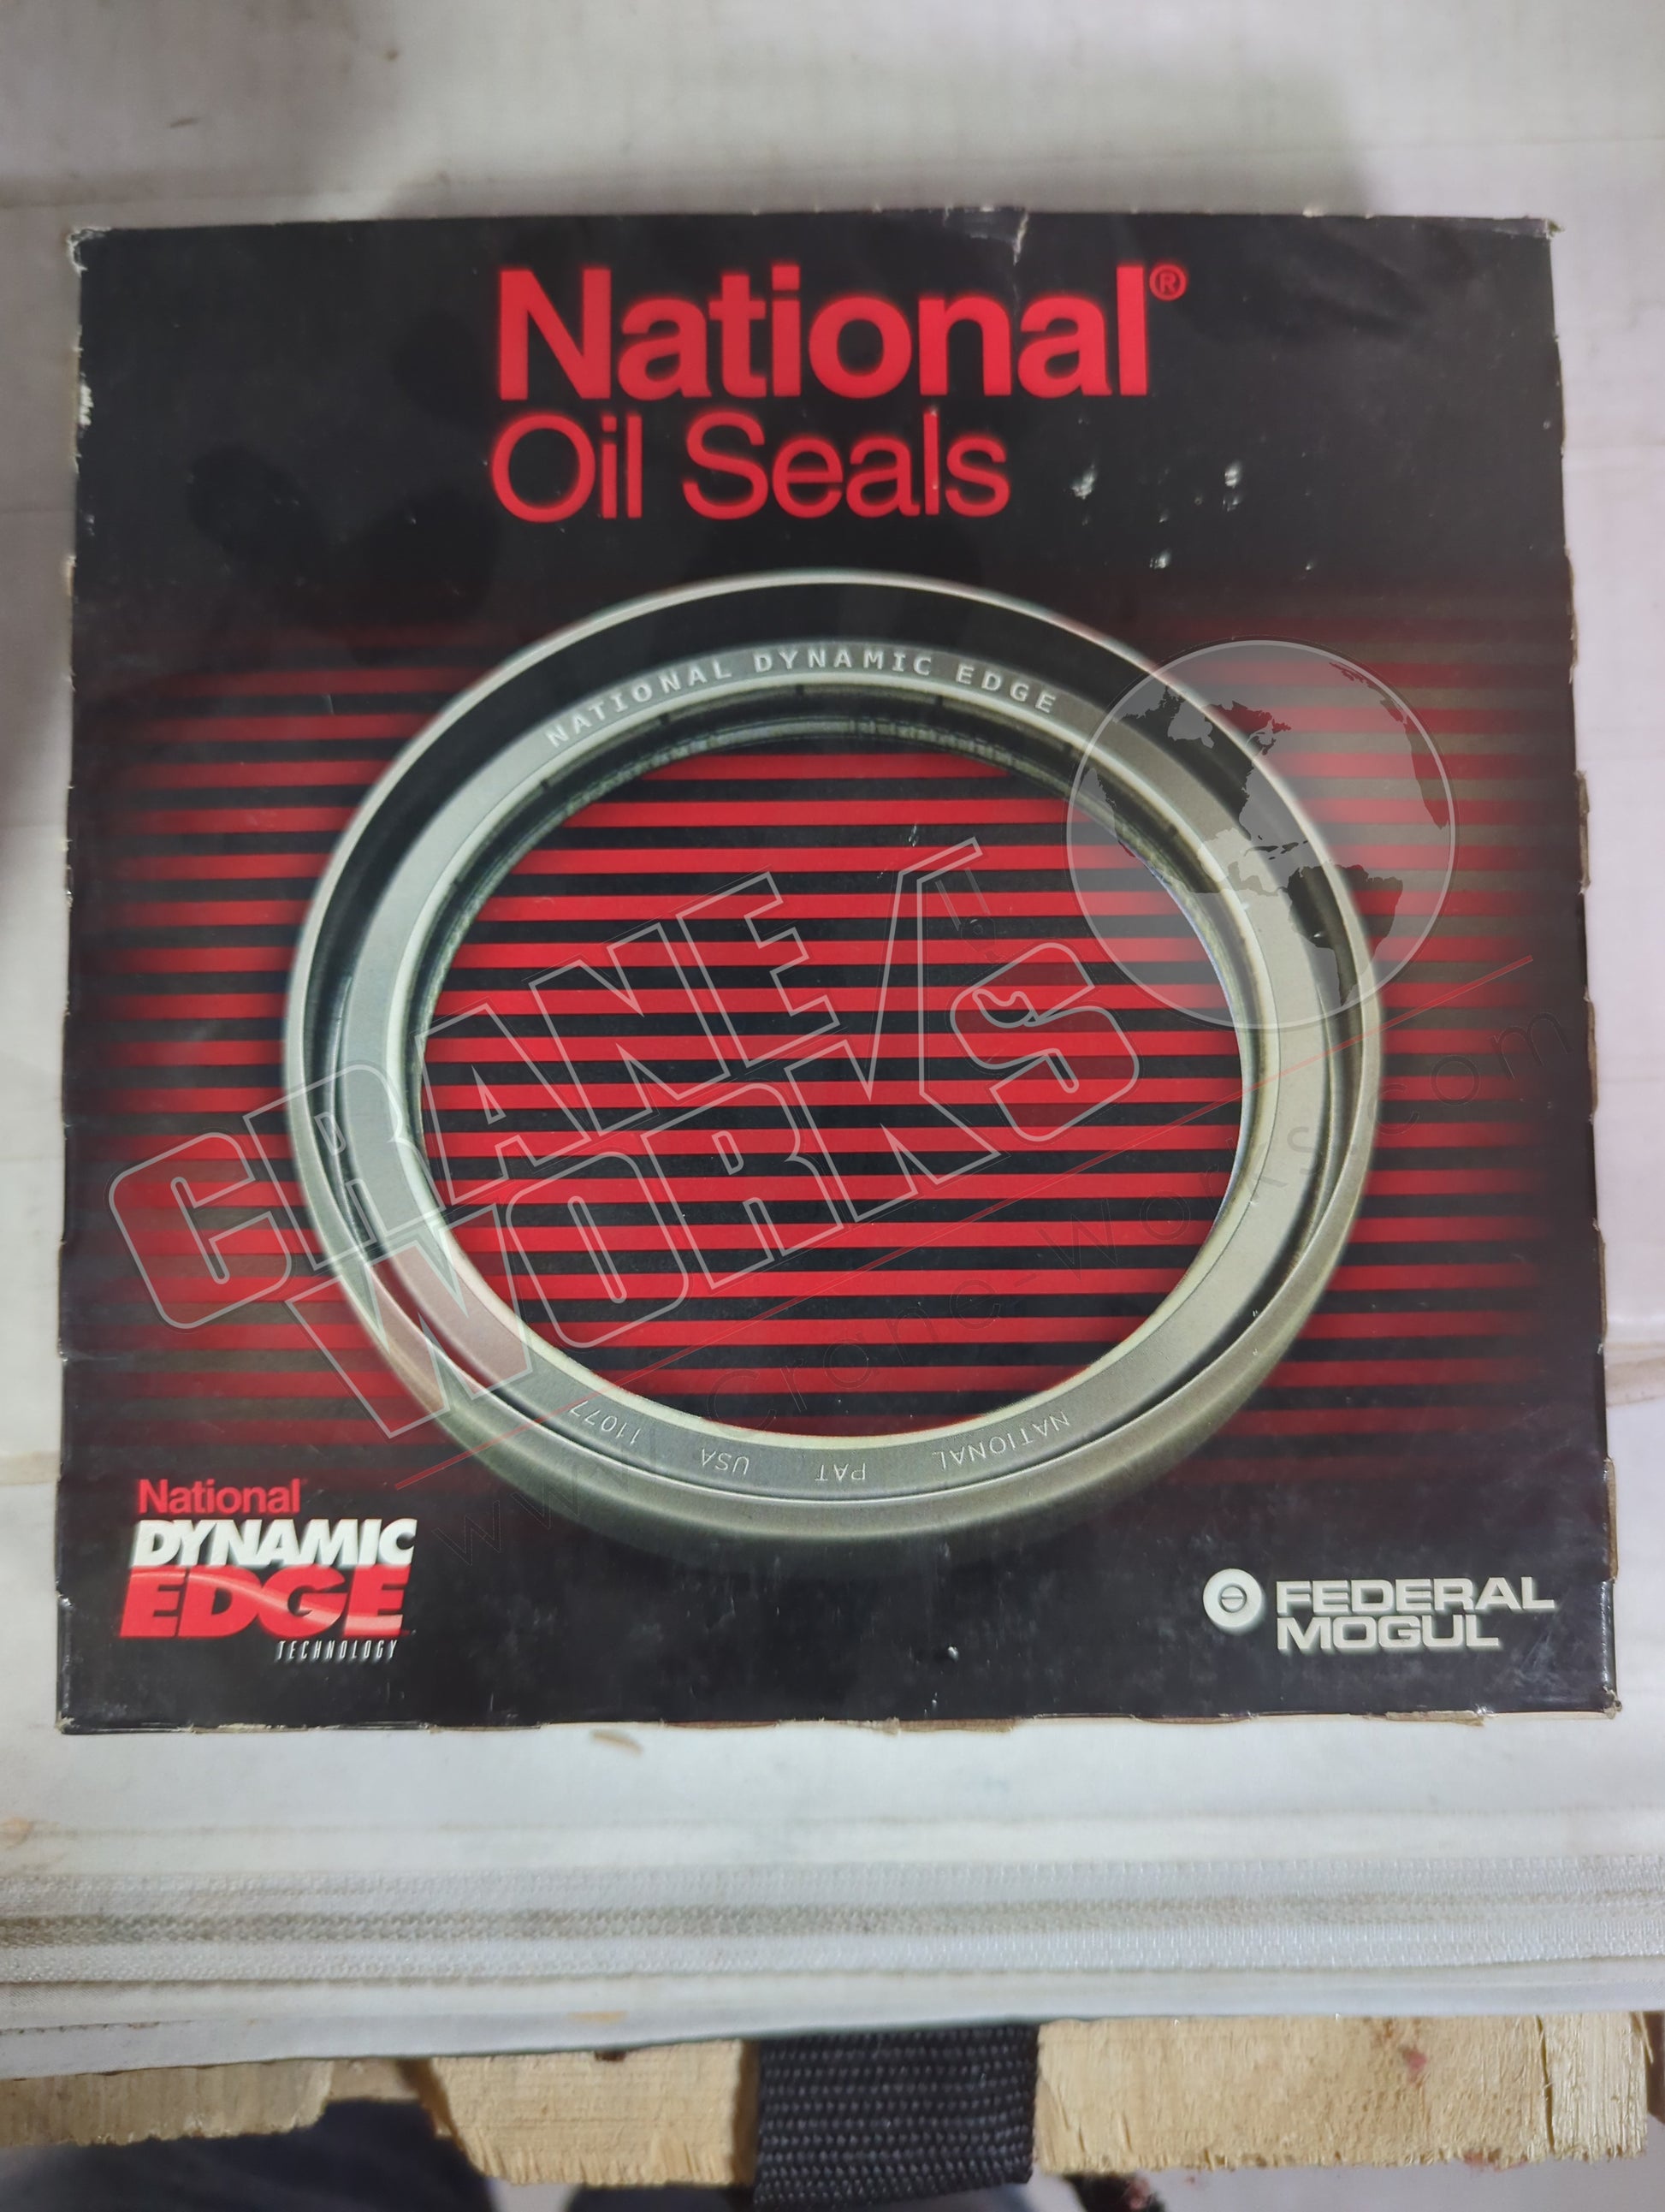 National®
Oil Seals
NATIONAL DYNAMIC EDGE
CRANE
WORKS
www.crane-works.com
NATIONAL PAT USA 11077
National
DYNAMIC
EDGE
TECHNOLOGY
FEDERAL
MOGUL